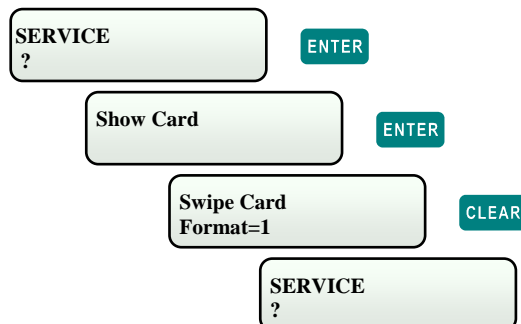 SERVICE
?
ENTER
Show Card
ENTER
Swipe Card
Format=1
CLEAR
SERVICE
?